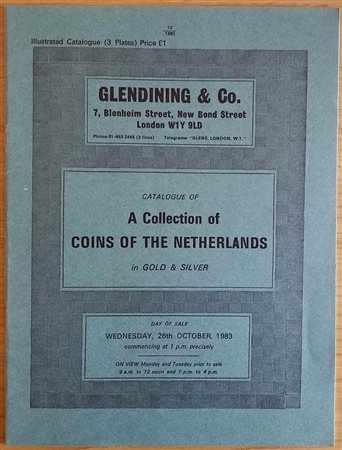 12
1983
Illustrated Catalogue (3 Plates) Price £1
GLENDINING & Co.
7, Blenheim Street, New Bond Street
London W1Y 9LD
Phone 01-493 2445 (3 lines) Telegrams: "GLENS, LONDON, W.1."
CATALOGUE OF
A Collection of
COINS OF THE NETHERLANDS
in GOLD & SILVER
DAY OF SALE
WEDNESDAY, 26th OCTOBER, 1983
commencing at 1 p.m. precisely
ON VIEW Monday and Tuesday prior to sale
9 a.m. to 12 noon and 1 p.m. to 4 p.m.